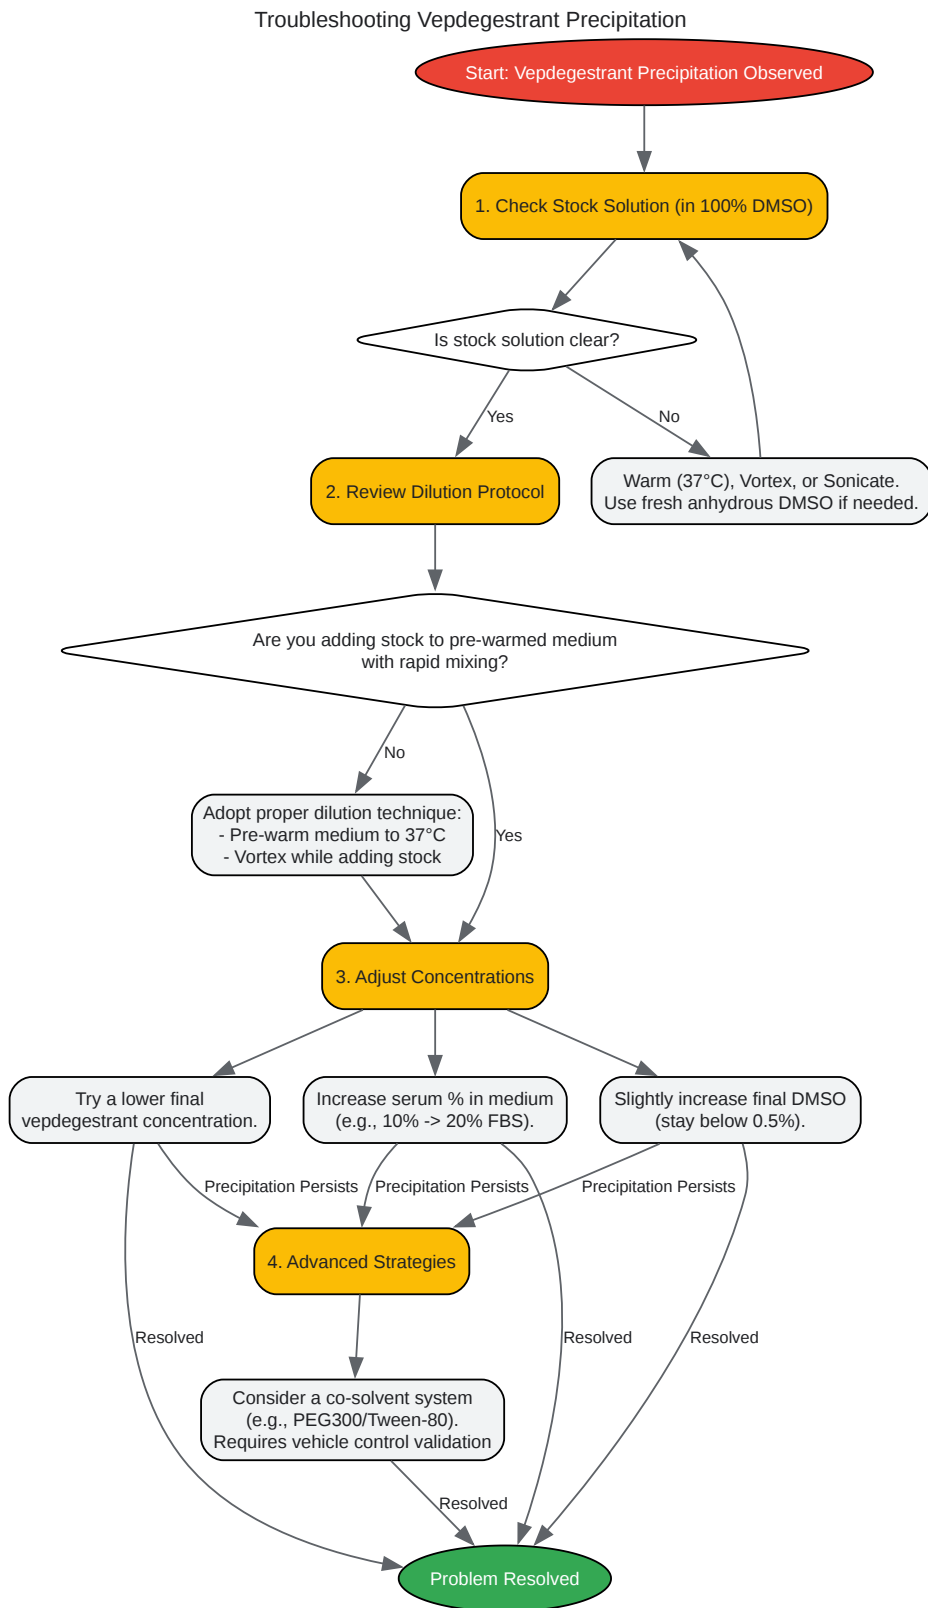 Troubleshooting Vepdegestrant Precipitation
Start: Vepdegestrant Precipitation Observed
1. Check Stock Solution (in 100% DMSO)
Is stock solution clear?
Yes
No
2. Review Dilution Protocol
Warm (37°C), Vortex, or Sonicate.
Use fresh anhydrous DMSO if needed.
Are you adding stock to pre-warmed medium
with rapid mixing?
No
Adopt proper dilution technique:
- Pre-warm medium to 37°C
- Vortex while adding stock
Yes
3. Adjust Concentrations
Try a lower final
vepdegestrant concentration.
Increase serum % in medium
(e.g., 10% -> 20% FBS).
Slightly increase final DMSO
(stay below 0.5%).
Precipitation Persists
Precipitation Persists
Precipitation Persists
4. Advanced Strategies
Resolved
Resolved
Resolved
Consider a co-solvent system
(e.g., PEG300/Tween-80).
Requires vehicle control validation
Resolved
Problem Resolved